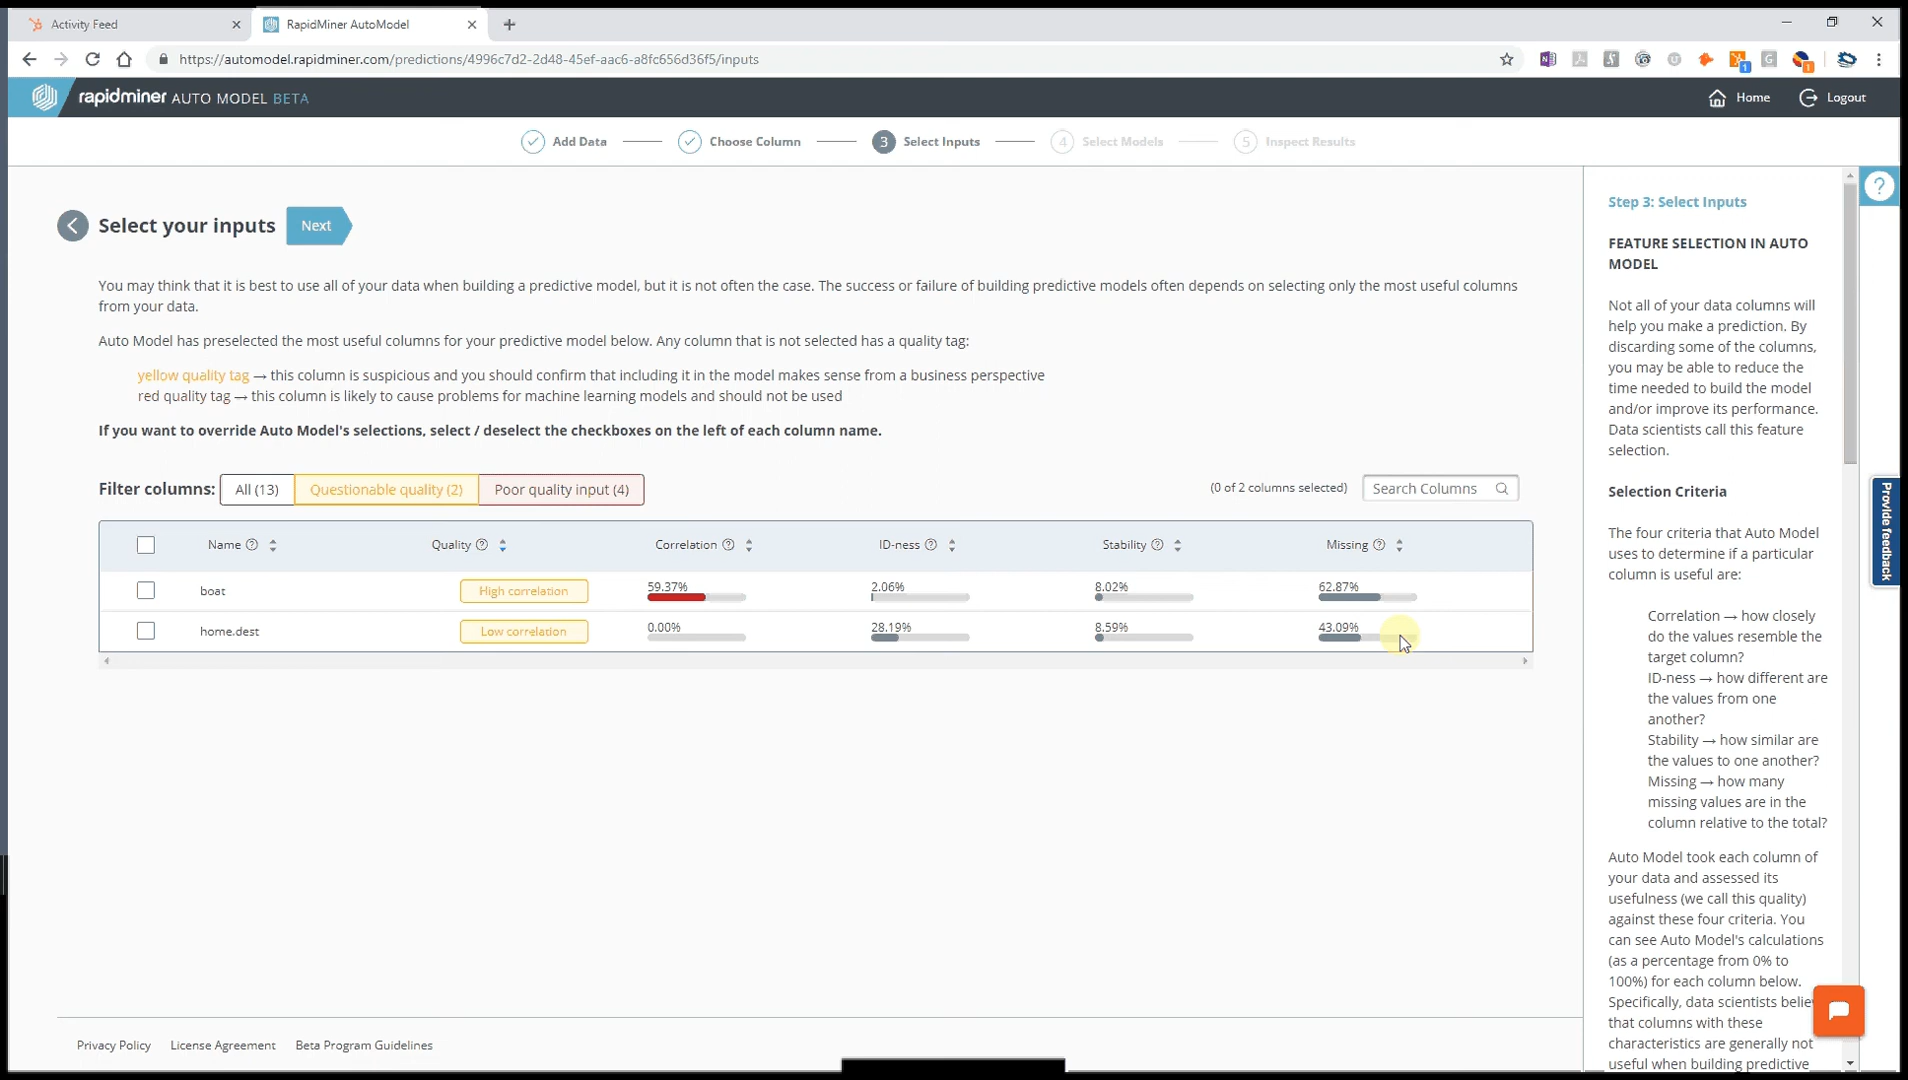 Activity Feed
RapidMiner AutoModel
https://automodel.rapidminer.com/predictions/4996c7d2-2d48-45ef-aac6-a8fc656d36f5/inputs
rapidminer AUTO MODEL BETA
Home
Logout
Add Data
Choose Column
3 Select Inputs
4 Select Models
5 Inspect Results
Select your inputs
Next
You may think that it is best to use all of your data when building a predictive model, but it is not often the case. The success or failure of building predictive models often depends on selecting only the most useful columns
from your data.
Auto Model has preselected the most useful columns for your predictive model below. Any column that is not selected has a quality tag:
yellow quality tag → this column is suspicious and you should confirm that including it in the model makes sense from a business perspective
red quality tag → this column is likely to cause problems for machine learning models and should not be used
If you want to override Auto Model's selections, select / deselect the checkboxes on the left of each column name.
Filter columns: All (13) Questionable quality (2) Poor quality input (4)
(0 of 2 columns selected)
Search Columns
Name Quality Correlation ID-ness Stability Missing
boat High correlation 59.37% 2.06% 8.02% 62.87%
home.dest Low correlation 0.00% 28.19% 8.59% 43.09%
Privacy Policy License Agreement Beta Program Guidelines
Step 3: Select Inputs
FEATURE SELECTION IN AUTO
MODEL
Not all of your data columns will
help you make a prediction. By
discarding some of the columns,
you may be able to reduce the
time needed to build the model
and/or improve its performance.
Data scientists call this feature
selection.
Selection Criteria
The four criteria that Auto Model
uses to determine if a particular
column is useful are:
Correlation → how closely
do the values resemble the
target column?
ID-ness → how different are
the values from one
another?
Stability → how similar are
the values to one another?
Missing → how many
missing values are in the
column relative to the total?
Auto Model took each column of
your data and assessed its
usefulness (we call this quality)
against these four criteria. You
can see Auto Model's calculations
(as a percentage from 0% to
100%) for each column below.
Specifically, data scientists belie
that columns with these
characteristics are generally not
useful when building predictive
?
Provide feedback